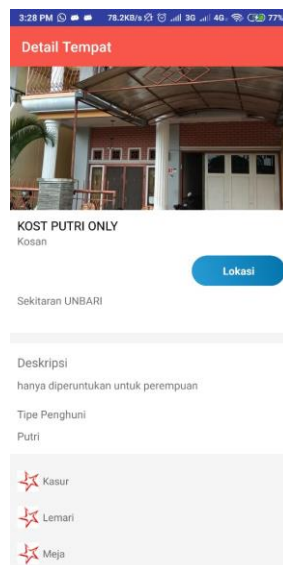 3:28 PM 78.2KB/s 3G 4G 77%
Detail Tempat
KOST PUTRI ONLY
Kosan
Lokasi
Sekitaran UNBARI
Deskripsi
hanya diperuntukan untuk perempuan
Tipe Penghuni
Putri
Kasur
Lemari
Meja